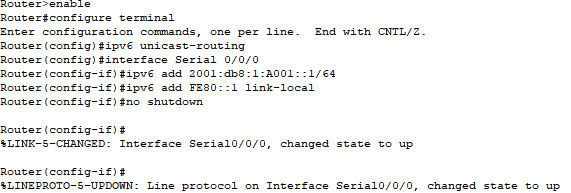 Router>enable
Router#configure terminal
Enter configuration commands, one per line.  End with CNTL/Z.
Router(config)#ipv6 unicast-routing
Router(config)#interface Serial 0/0/0
Router(config-if)#ipv6 add 2001:db8:1:A001::1/64
Router(config-if)#ipv6 add FE80::1 link-local
Router(config-if)#no shutdown
Router(config-if)#
%LINK-5-CHANGED: Interface Serial0/0/0, changed state to up
Router(config-if)#
%LINEPROTO-5-UPDOWN: Line protocol on Interface Serial0/0/0, changed state to up